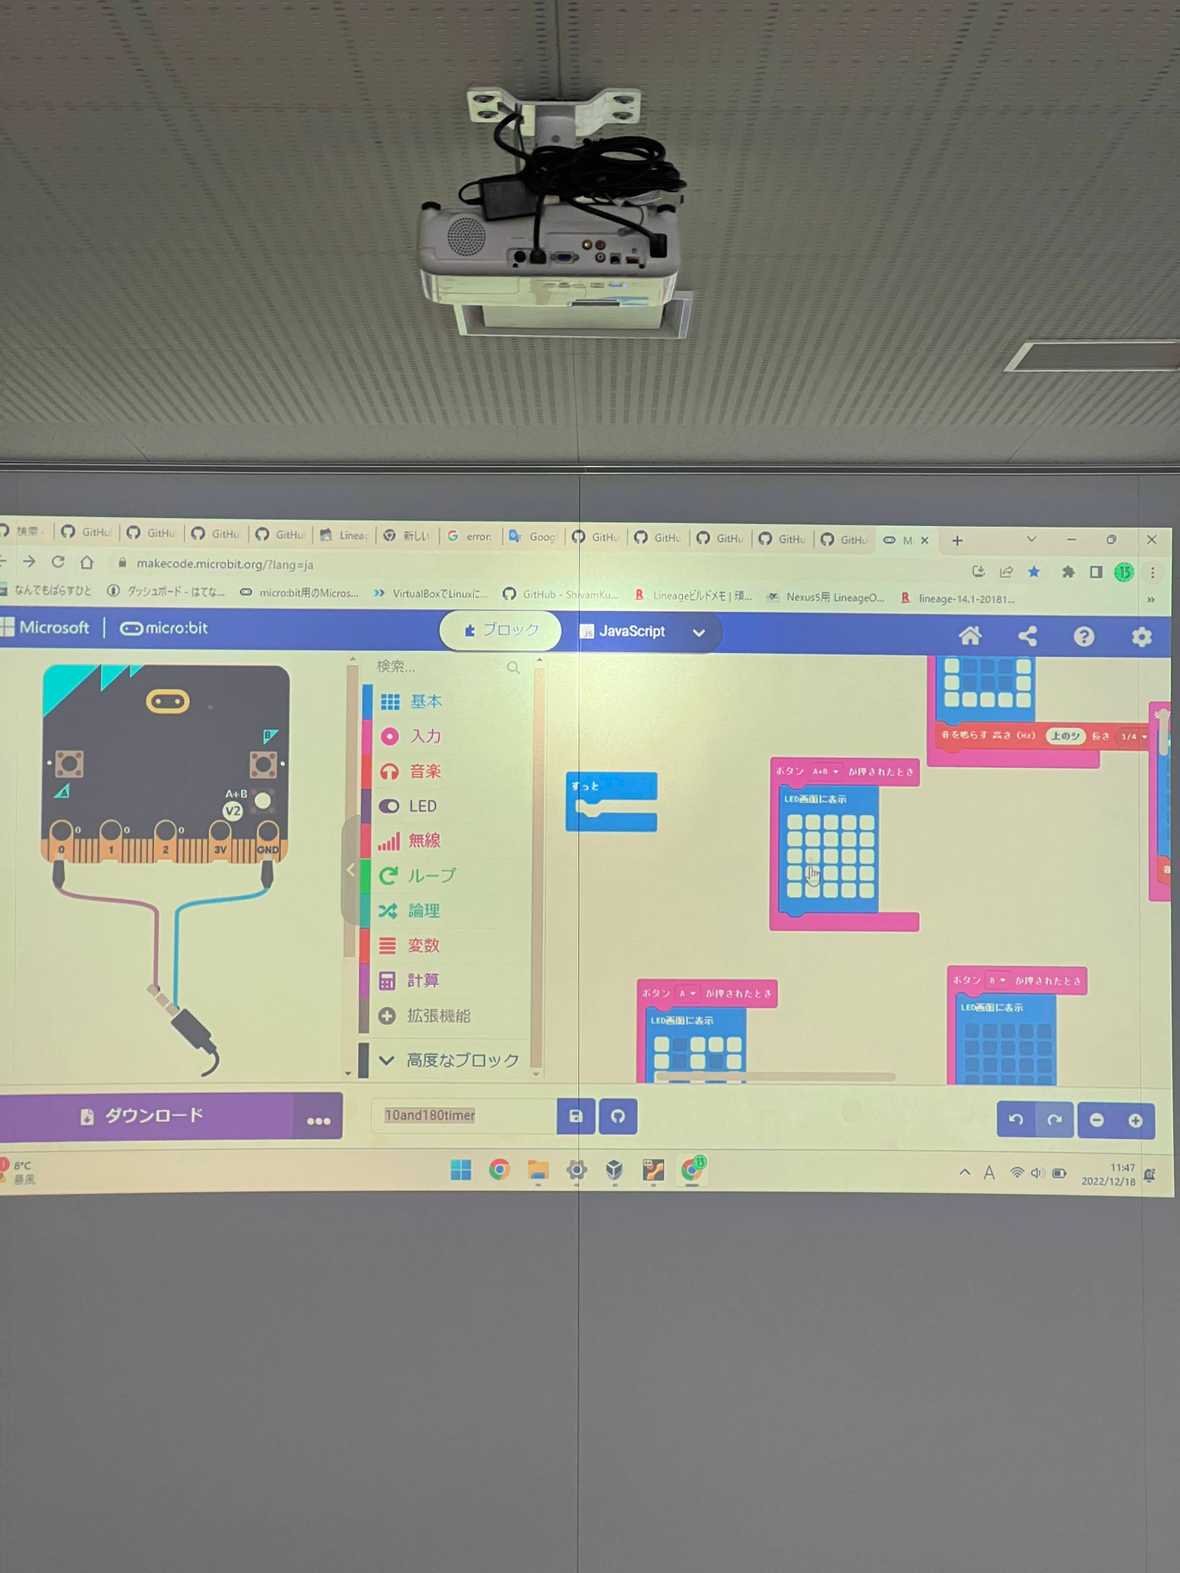 検索
GitHu
GitHu
GitHu
GitHu
Lineag
新しい
G error
Goog
GitHu
GitHu
GitHu
GitHu
GitHu
M
makecode.microbit.org/?lang=ja
なんでもばらすひと
ダッシュボード - はてな...
micro:bit用のMicros...
VirtualBoxでLinuxに...
GitHub - ShivamKu...
Lineageビルドメモ | 頑...
Nexus5用 LineageO...
lineage-14.1-20181...
Microsoft
micro:bit
ブロック
JavaScript
検索...
基本
入力
音楽
LED
無線
ループ
論理
変数
計算
拡張機能
高度なブロック
B
A
A+B
V2
0
0
0
0
1
2
3V
GND
ずっと
音を鳴らす 高さ (Hz) 上のシ 長さ 1/4
ボタン A+B が押されたとき
LED画面に表示
ボタン A が押されたとき
LED画面に表示
ボタン B が押されたとき
LED画面に表示
ダウンロード
10and180timer
8°C
暴風
A
11:47
2022/12/18